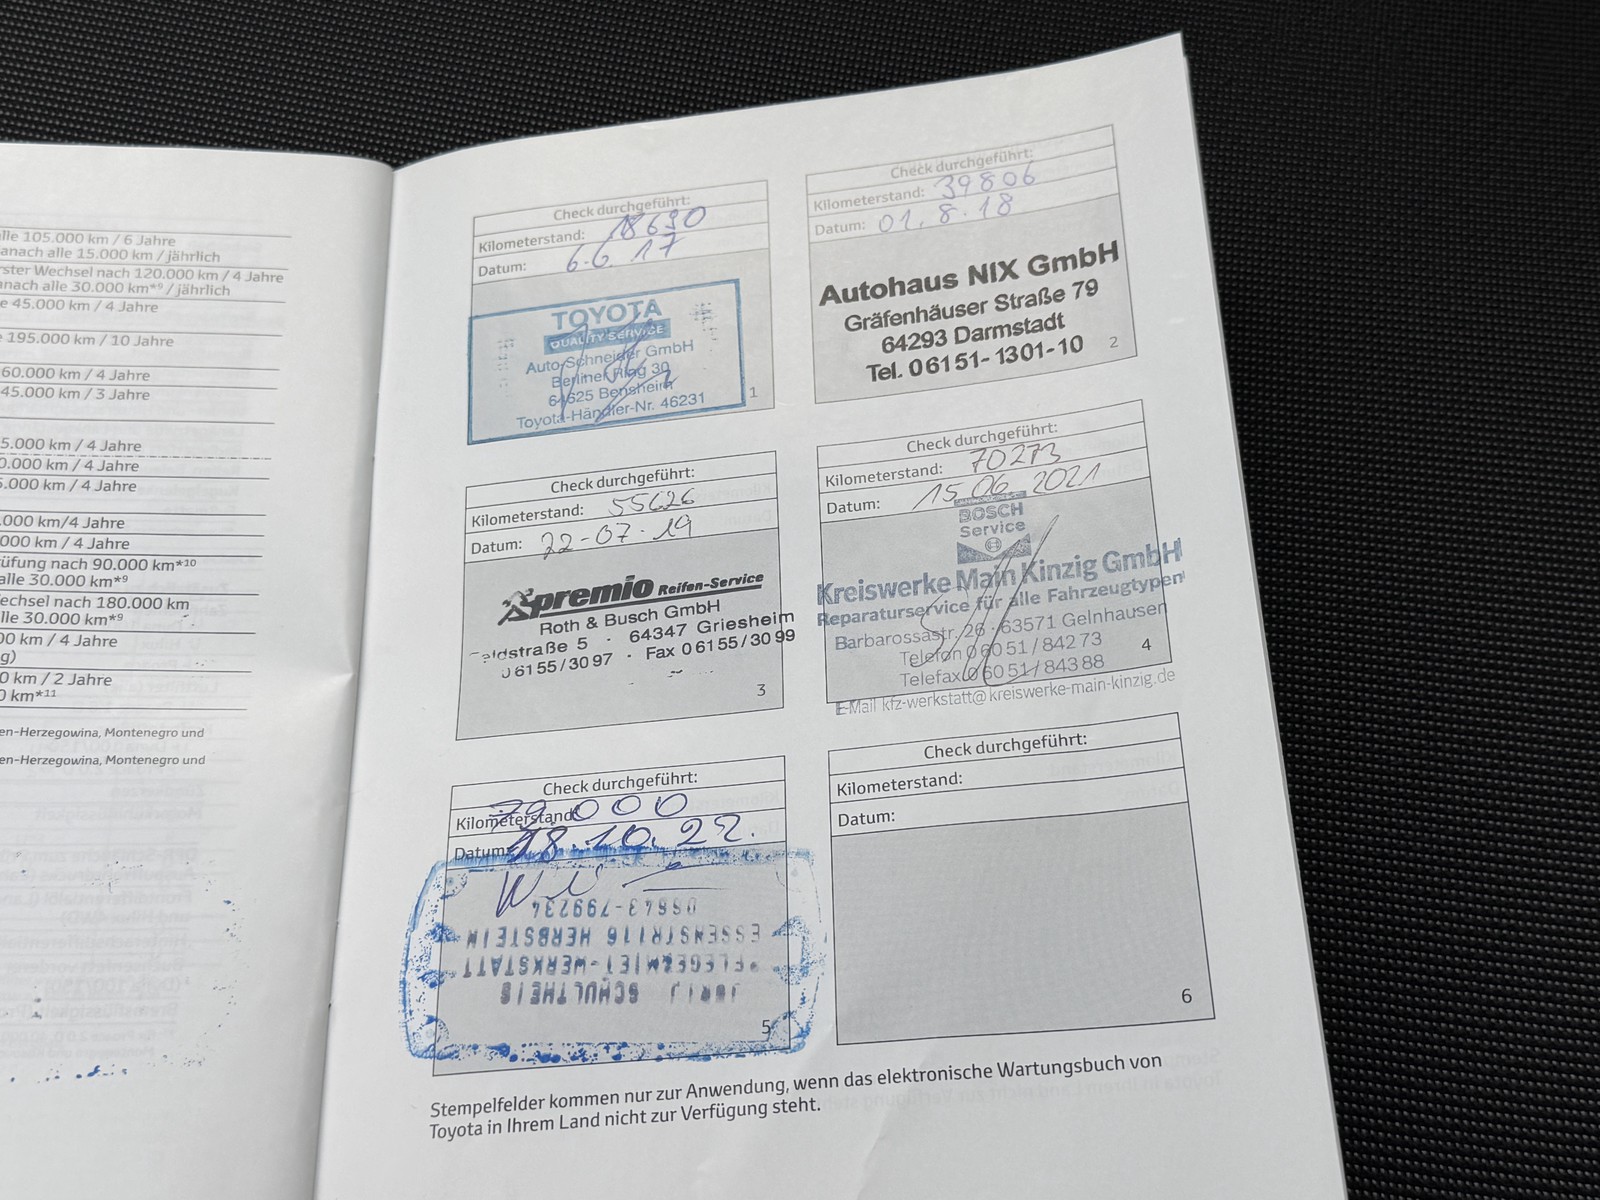 alle 105.000 km / 6 Jahre
danach alle 15.000 km / jährlich
erster Wechsel nach 120.000 km / 4 Jahre
danach alle 30.000 km*⁹ / jährlich
45.000 km / 4 Jahre
195.000 km / 10 Jahre
60.000 km / 4 Jahre
45.000 km / 3 Jahre
5.000 km / 4 Jahre
0.000 km / 4 Jahre
5.000 km / 4 Jahre
.000 km/4 Jahre
000 km / 4 Jahre
rüfung nach 90.000 km*¹⁰
alle 30.000 km*⁹
echsel nach 180.000 km
lle 30.000 km*⁹
00 km / 4 Jahre
g)
0 km / 2 Jahre
0 km*¹¹
en-Herzegowina, Montenegro und
en-Herzegowina, Montenegro und
Check durchgeführt:
Kilometerstand: 18690
Datum: 6.6.17
TOYOTA
QUALITY SERVICE
Auto-Schneider GmbH
Berliner Ring 30
64625 Bensheim
Toyota-Händler-Nr. 46231
1
Check durchgeführt:
Kilometerstand: 39806
Datum: 01.8.18
Autohaus NIX GmbH
Gräfenhäuser Straße 79
64293 Darmstadt
Tel. 06151-1301-10
2
Check durchgeführt:
Kilometerstand: 55626
Datum: 22-07.19
premio Reifen-Service
Roth & Busch GmbH
Feldstraße 5 · 64347 Griesheim
06155/3097 · Fax 06155/3099
3
Check durchgeführt:
Kilometerstand: 70273
Datum: 15.06.2021
BOSCH
Service
Kreiswerke Main Kinzig GmbH
Reparaturservice für alle Fahrzeugtypen
Barbarossastr. 26 · 63571 Gelnhausen
Telefon 06051/84273
Telefax 06051/84388
E-Mail kfz-werkstatt@kreiswerke-main-kinzig.de
4
Check durchgeführt:
Kilometerstand: 79000
Datum: 18.10.22.
JURIJ SCHULTHEIS
PFLEGE&MIET-WERKSTATT
ESSENSTR116 HERBSTEIN
06643-799234
5
Check durchgeführt:
Kilometerstand:
Datum:
6
Stempelfelder kommen nur zur Anwendung, wenn das elektronische Wartungsbuch von
Toyota in Ihrem Land nicht zur Verfügung steht.